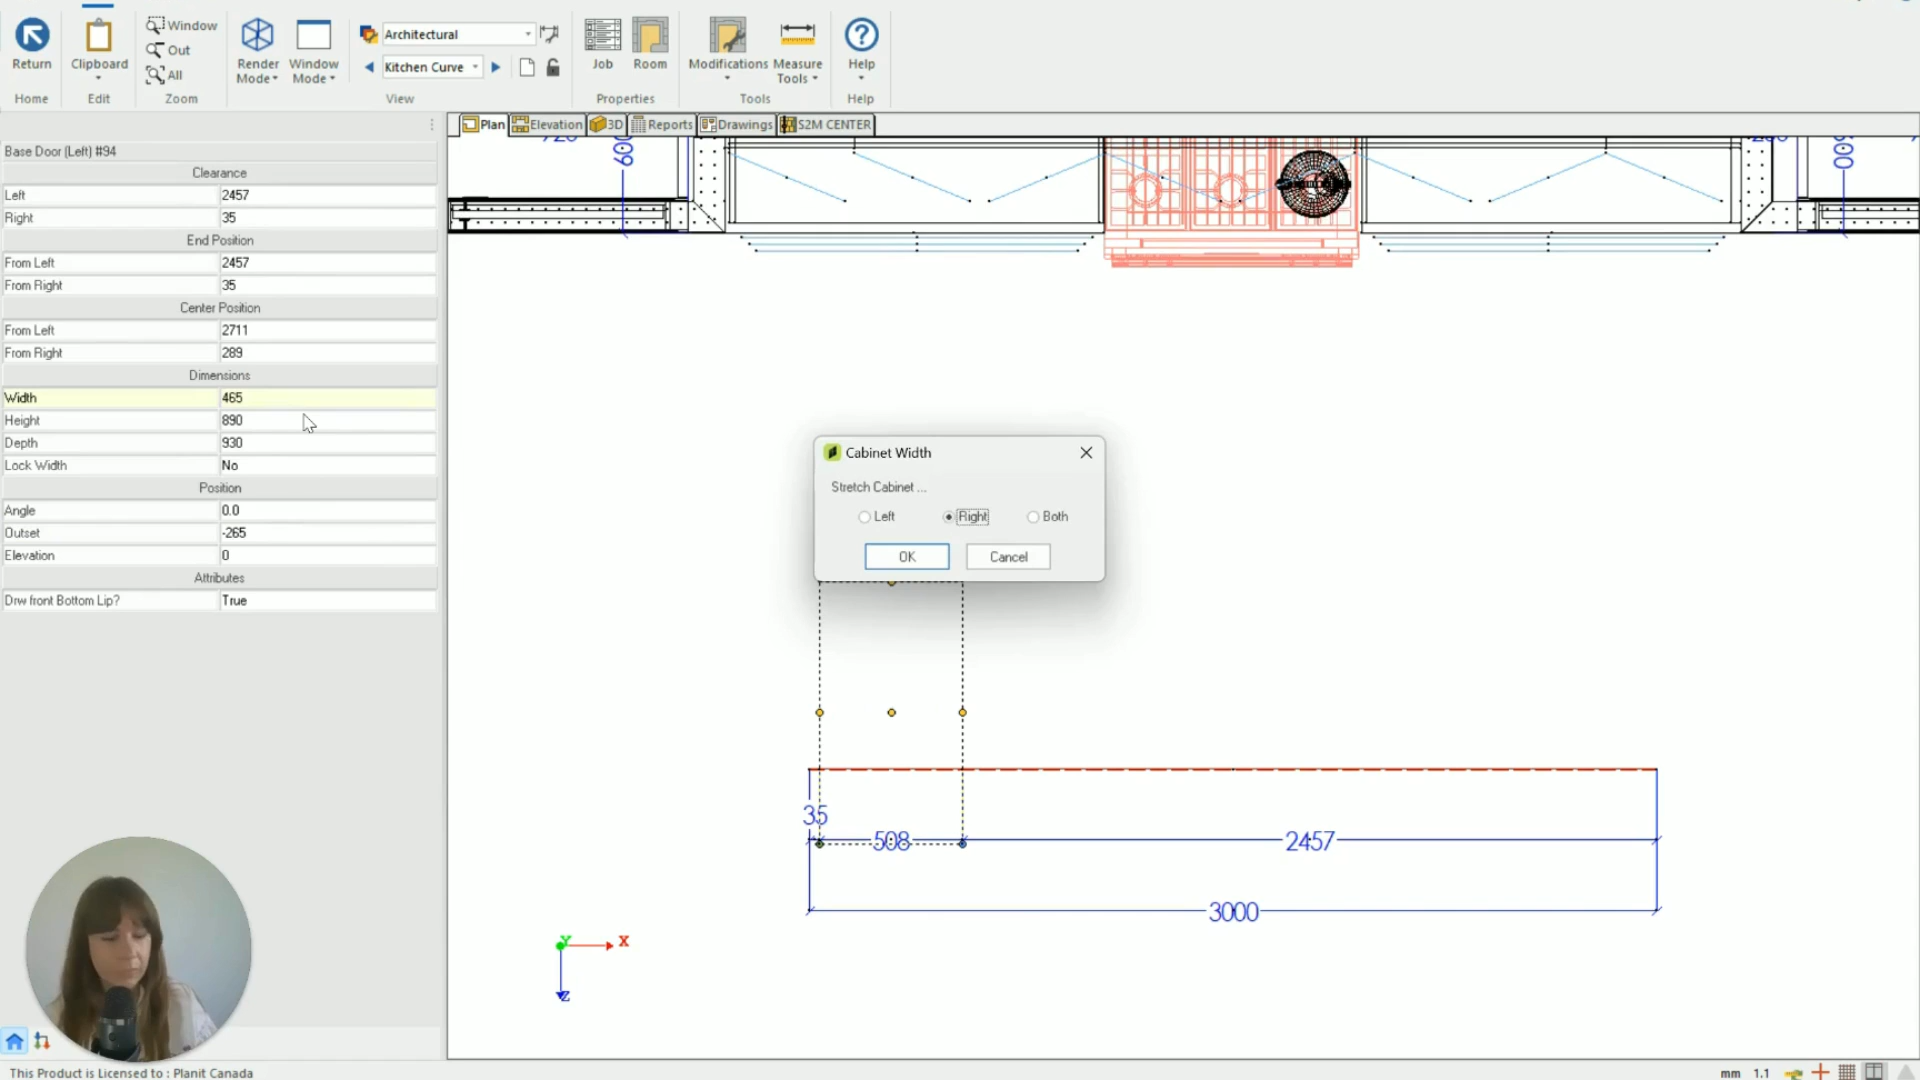 Return
Clipboard
Window
Out
All
Render Mode
Window Mode
Architectural
Kitchen Curve
Job
Room
Modifications
Measure Tools
Help
Home
Edit
Zoom
View
Properties
Tools
Help
Plan
Elevation
3D
Reports
Drawings
S2M CENTER
Base Door (Left) #94
Clearance
Left 2457
Right 35
End Position
From Left 2457
From Right 35
Center Position
From Left 2711
From Right 289
Dimensions
Width 465
Height 890
Depth 930
Lock Width No
Position
Angle 0.0
Outset -265
Elevation 0
Attributes
Drw front Bottom Lip? True
600
600
Cabinet Width
Stretch Cabinet ...
Left
Right
Both
OK
Cancel
35
508
2457
3000
Y
X
Z
This Product is Licensed to : Planit Canada
mm 1.1